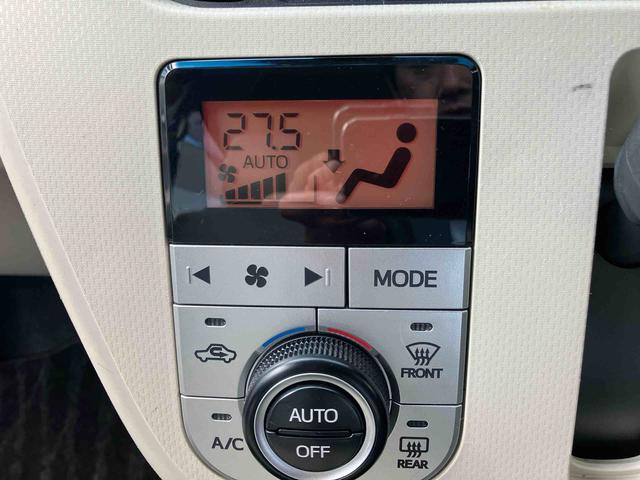 27.5
AUTO
MODE
FRONT
AUTO
A/C
OFF
REAR